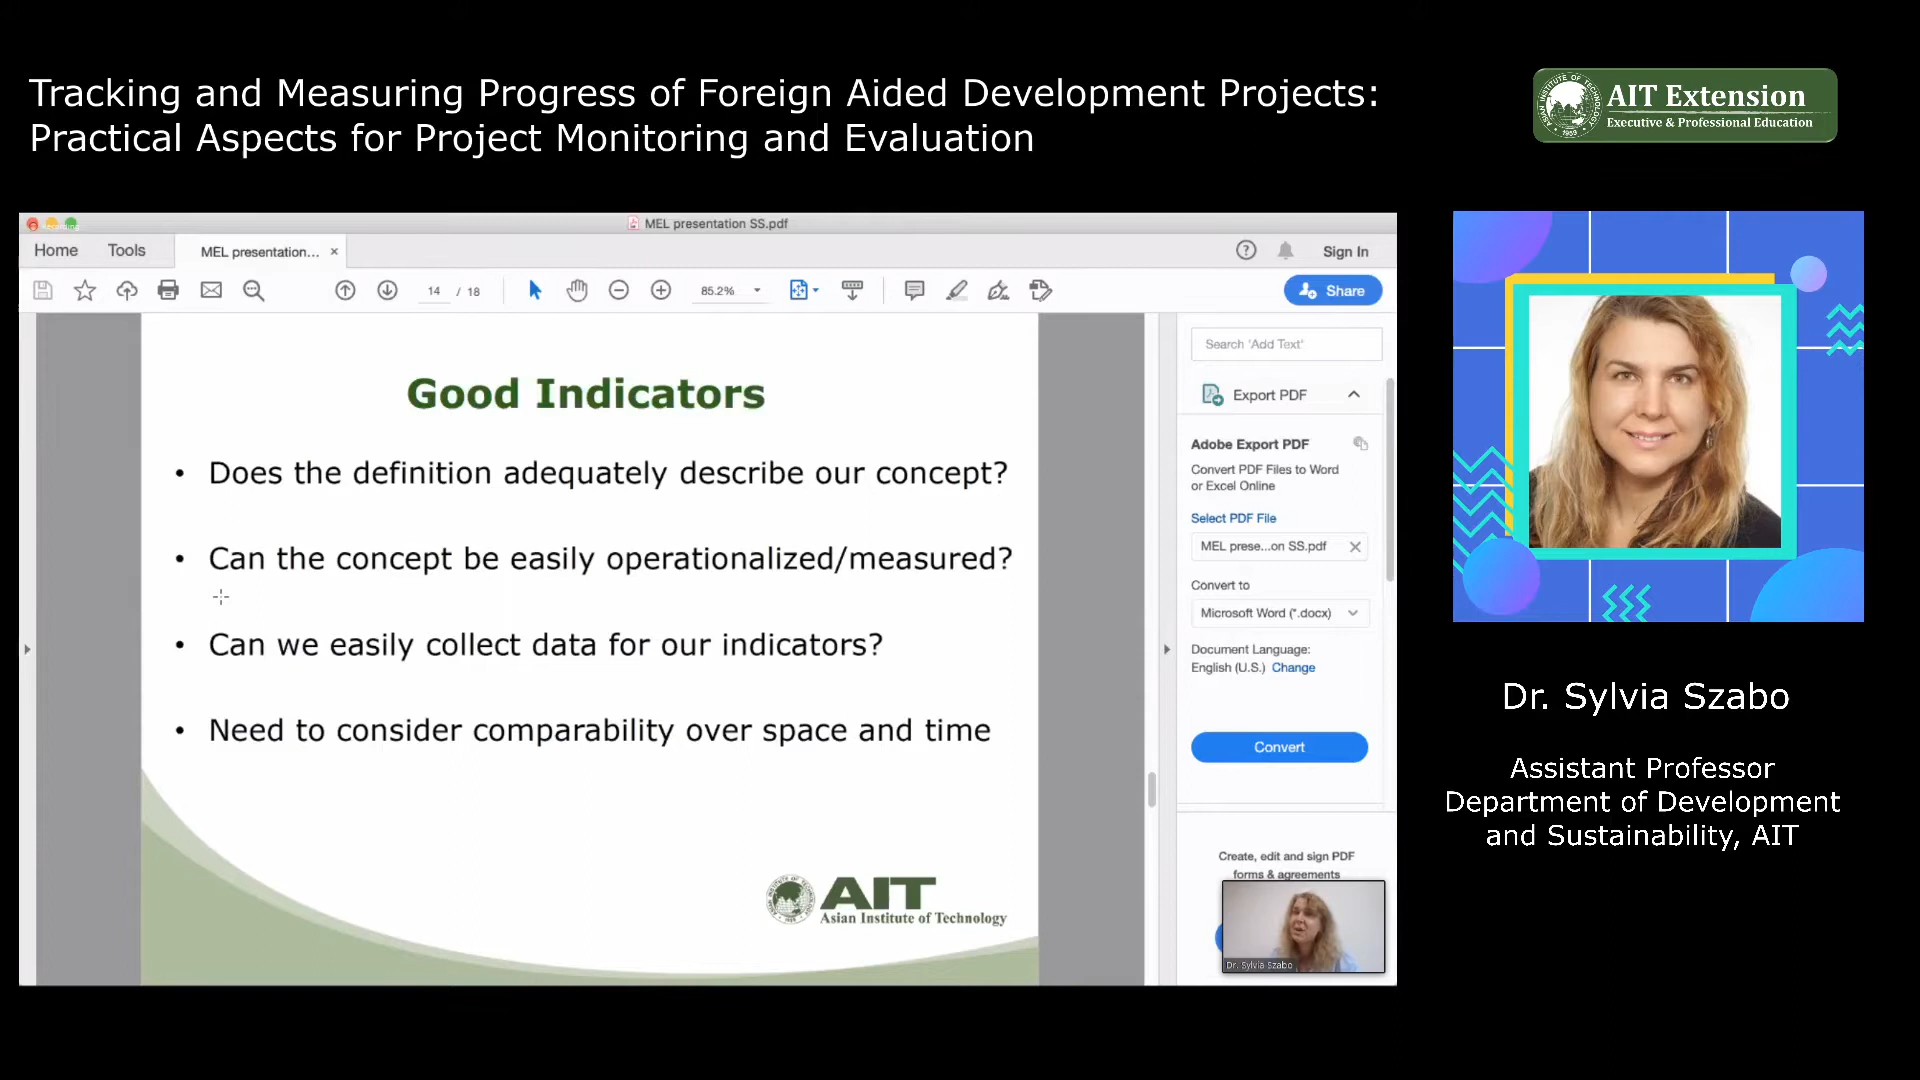 Tracking and Measuring Progress of Foreign Aided Development Projects:
Practical Aspects for Project Monitoring and Evaluation
ASIAN INSTITUTE OF TECHNOLOGY
1959
AIT Extension
Executive & Professional Education
MEL presentation SS.pdf
Home
Tools
MEL presentation...
Sign In
14 / 18
85.2%
Share
Good Indicators
• Does the definition adequately describe our concept?
• Can the concept be easily operationalized/measured?
• Can we easily collect data for our indicators?
• Need to consider comparability over space and time
AIT
Asian Institute of Technology
Search 'Add Text'
Export PDF
Adobe Export PDF
Convert PDF Files to Word
or Excel Online
Select PDF File
MEL prese...on SS.pdf
Convert to
Microsoft Word (*.docx)
Document Language:
English (U.S.) Change
Convert
Create, edit and sign PDF
forms & agreements
Dr. Sylvia Szabo
Dr. Sylvia Szabo
Assistant Professor
Department of Development
and Sustainability, AIT